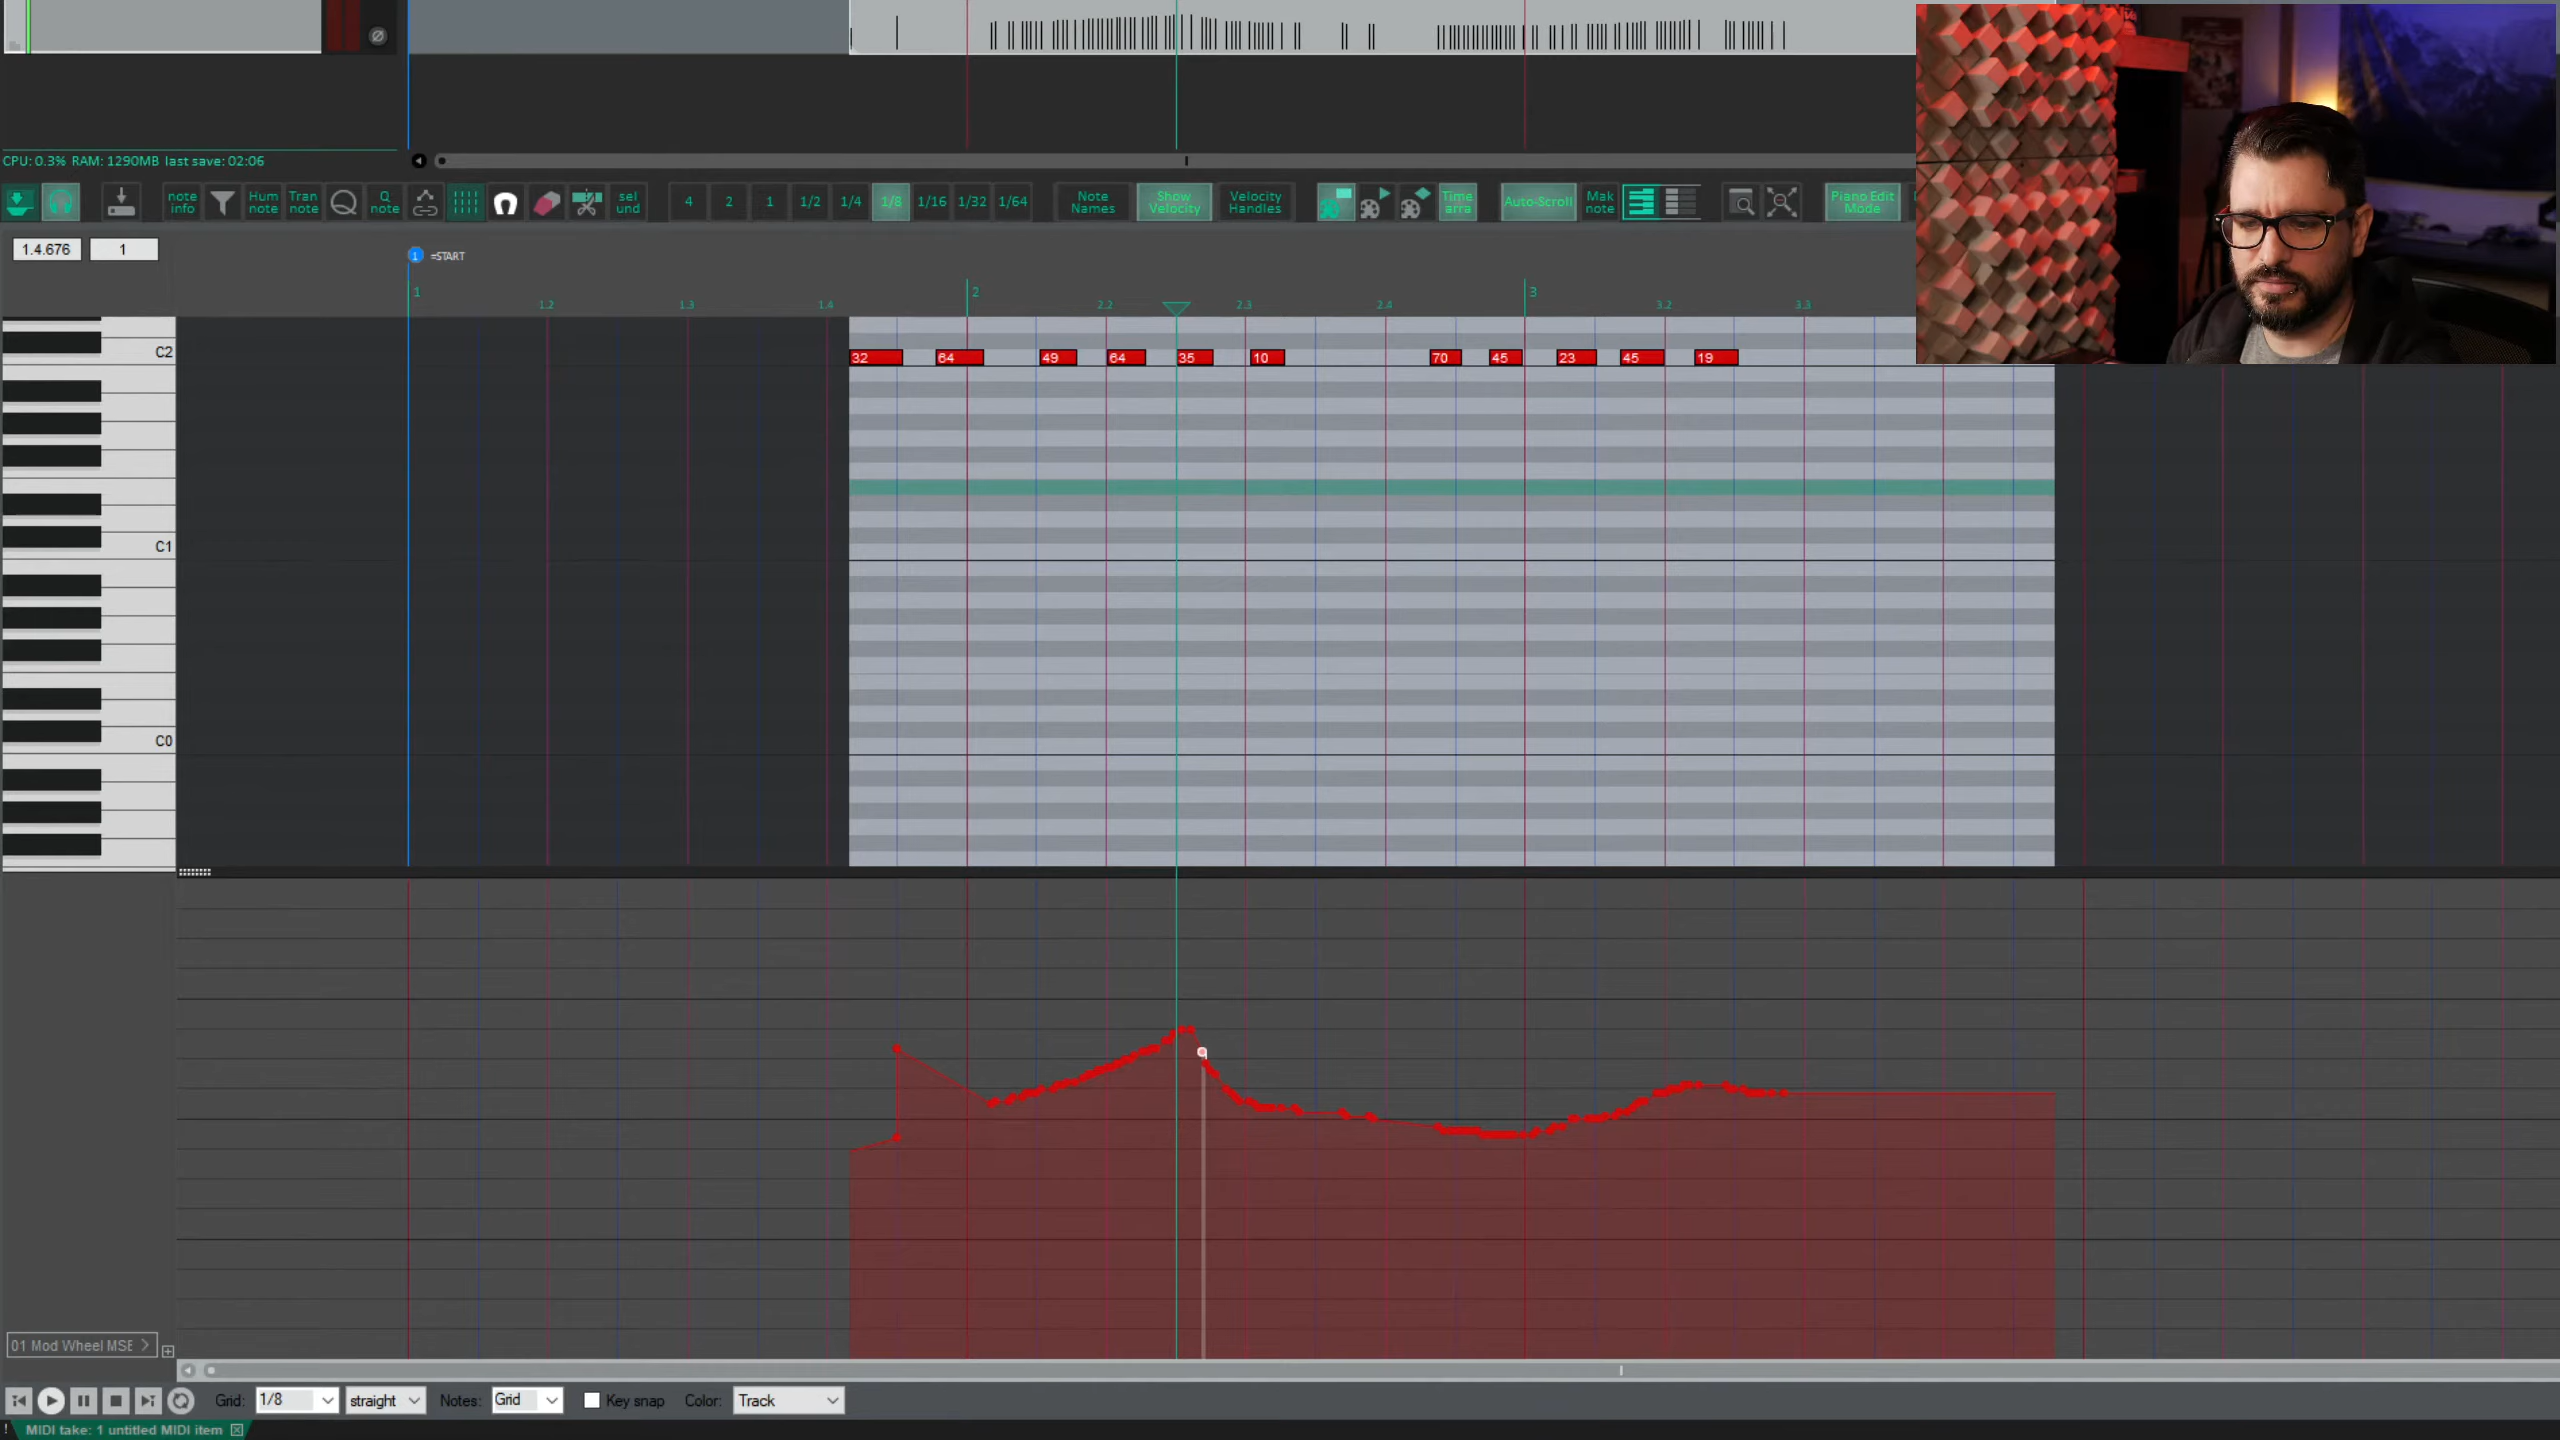 CPU: 0.3% RAM: 1290MB last save: 02:06
note info
Hum note
Tran note
Q note
sel und
4 2 1 1/2 1/4 1/8 1/16 1/32 1/64
Note Names
Show Velocity
Velocity Handles
Time arra
Auto-Scroll
Mak note
Piano Edit Mode
1.4.676 1
1 =START
1 1.2 1.3 1.4 2 2.2 2.3 2.4 3 3.2 3.3
C2
32 64 49 64 35 10 70 45 23 45 19
C1
C0
01 Mod Wheel MSE
Grid: 1/8 straight Notes: Grid Key snap Color: Track
! MIDI take: 1 untitled MIDI item